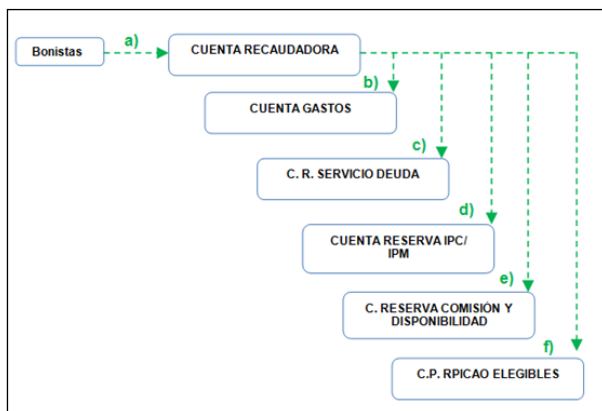 Bonistas
a)
CUENTA RECAUDADORA
b)
CUENTA GASTOS
c)
C. R. SERVICIO DEUDA
d)
CUENTA RESERVA IPC/
IPM
e)
C. RESERVA COMISIÓN Y
DISPONIBILIDAD
f)
C.P. RPICAO ELEGIBLES